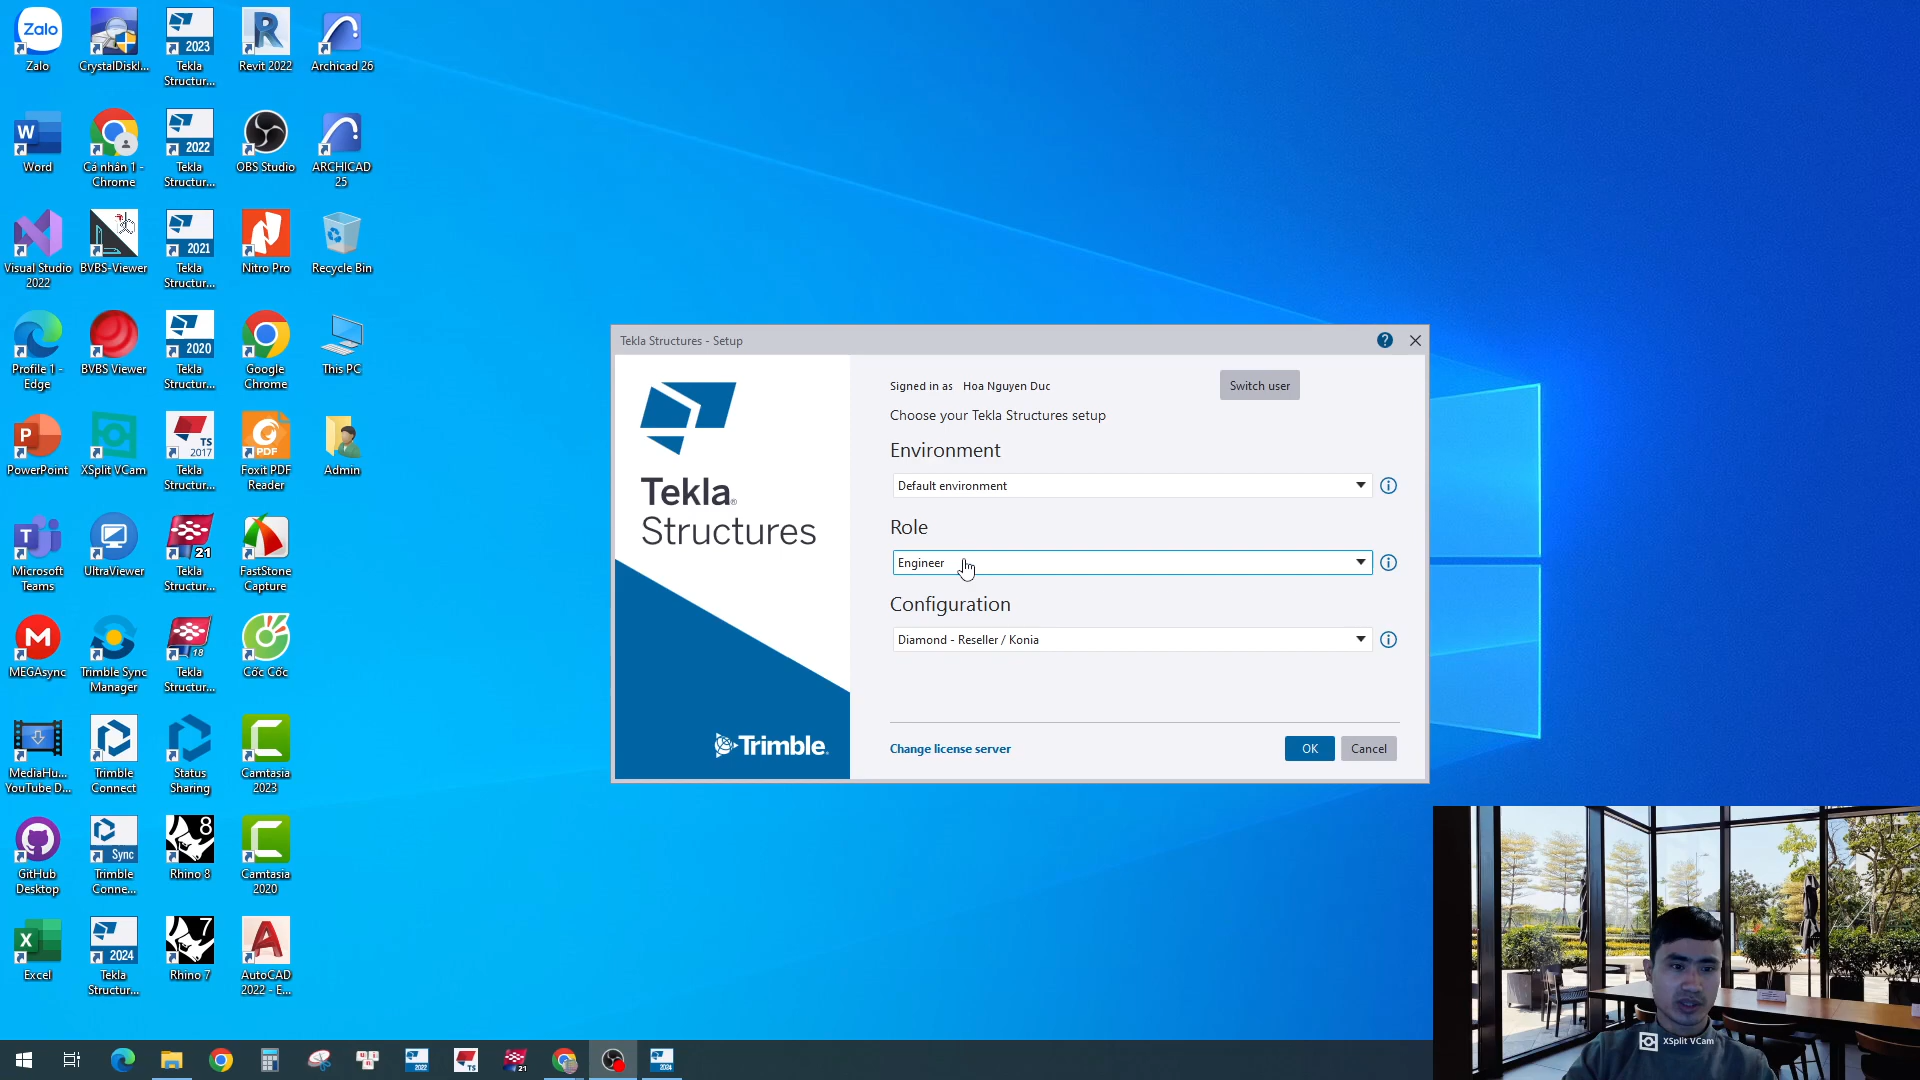 Zalo
Zalo
CrystalDiskI...
2023
Tekla
Structur...
Revit 2022
Archicad 26
Word
Cá nhân 1 -
Chrome
2022
Tekla
Structur...
OBS Studio
ARCHICAD
25
Visual Studio
2022
BVBS-Viewer
2021
Tekla
Structur...
Nitro Pro
Recycle Bin
Profile 1 -
Edge
BVBS Viewer
2020
Tekla
Structur...
Google
Chrome
This PC
PowerPoint
XSplit VCam
TS
2017
Tekla
Structur...
PDF
Foxit PDF
Reader
Admin
Microsoft
Teams
UltraViewer
21
Tekla
Structur...
FastStone
Capture
MEGAsync
Trimble Sync
Manager
18
Tekla
Structur...
Cốc Cốc
MediaHu...
YouTube D...
Trimble
Connect
Status
Sharing
Camtasia
2023
GitHub
Desktop
Sync
Trimble
Conne...
8
Rhino 8
Camtasia
2020
Excel
2024
Tekla
Structur...
7
Rhino 7
AutoCAD
2022 - E...
Tekla Structures - Setup
Tekla
Structures
Trimble
Signed in as Hoa Nguyen Duc
Switch user
Choose your Tekla Structures setup
Environment
Default environment
Role
Engineer
Configuration
Diamond - Reseller / Konia
Change license server
OK
Cancel
XSplit VCam
2022
TS
21
2024